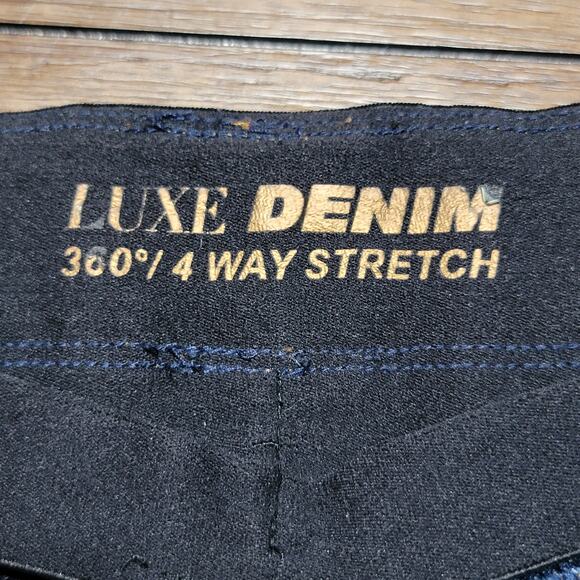 LUXE DENIM
360°/ 4 WAY STRETCH